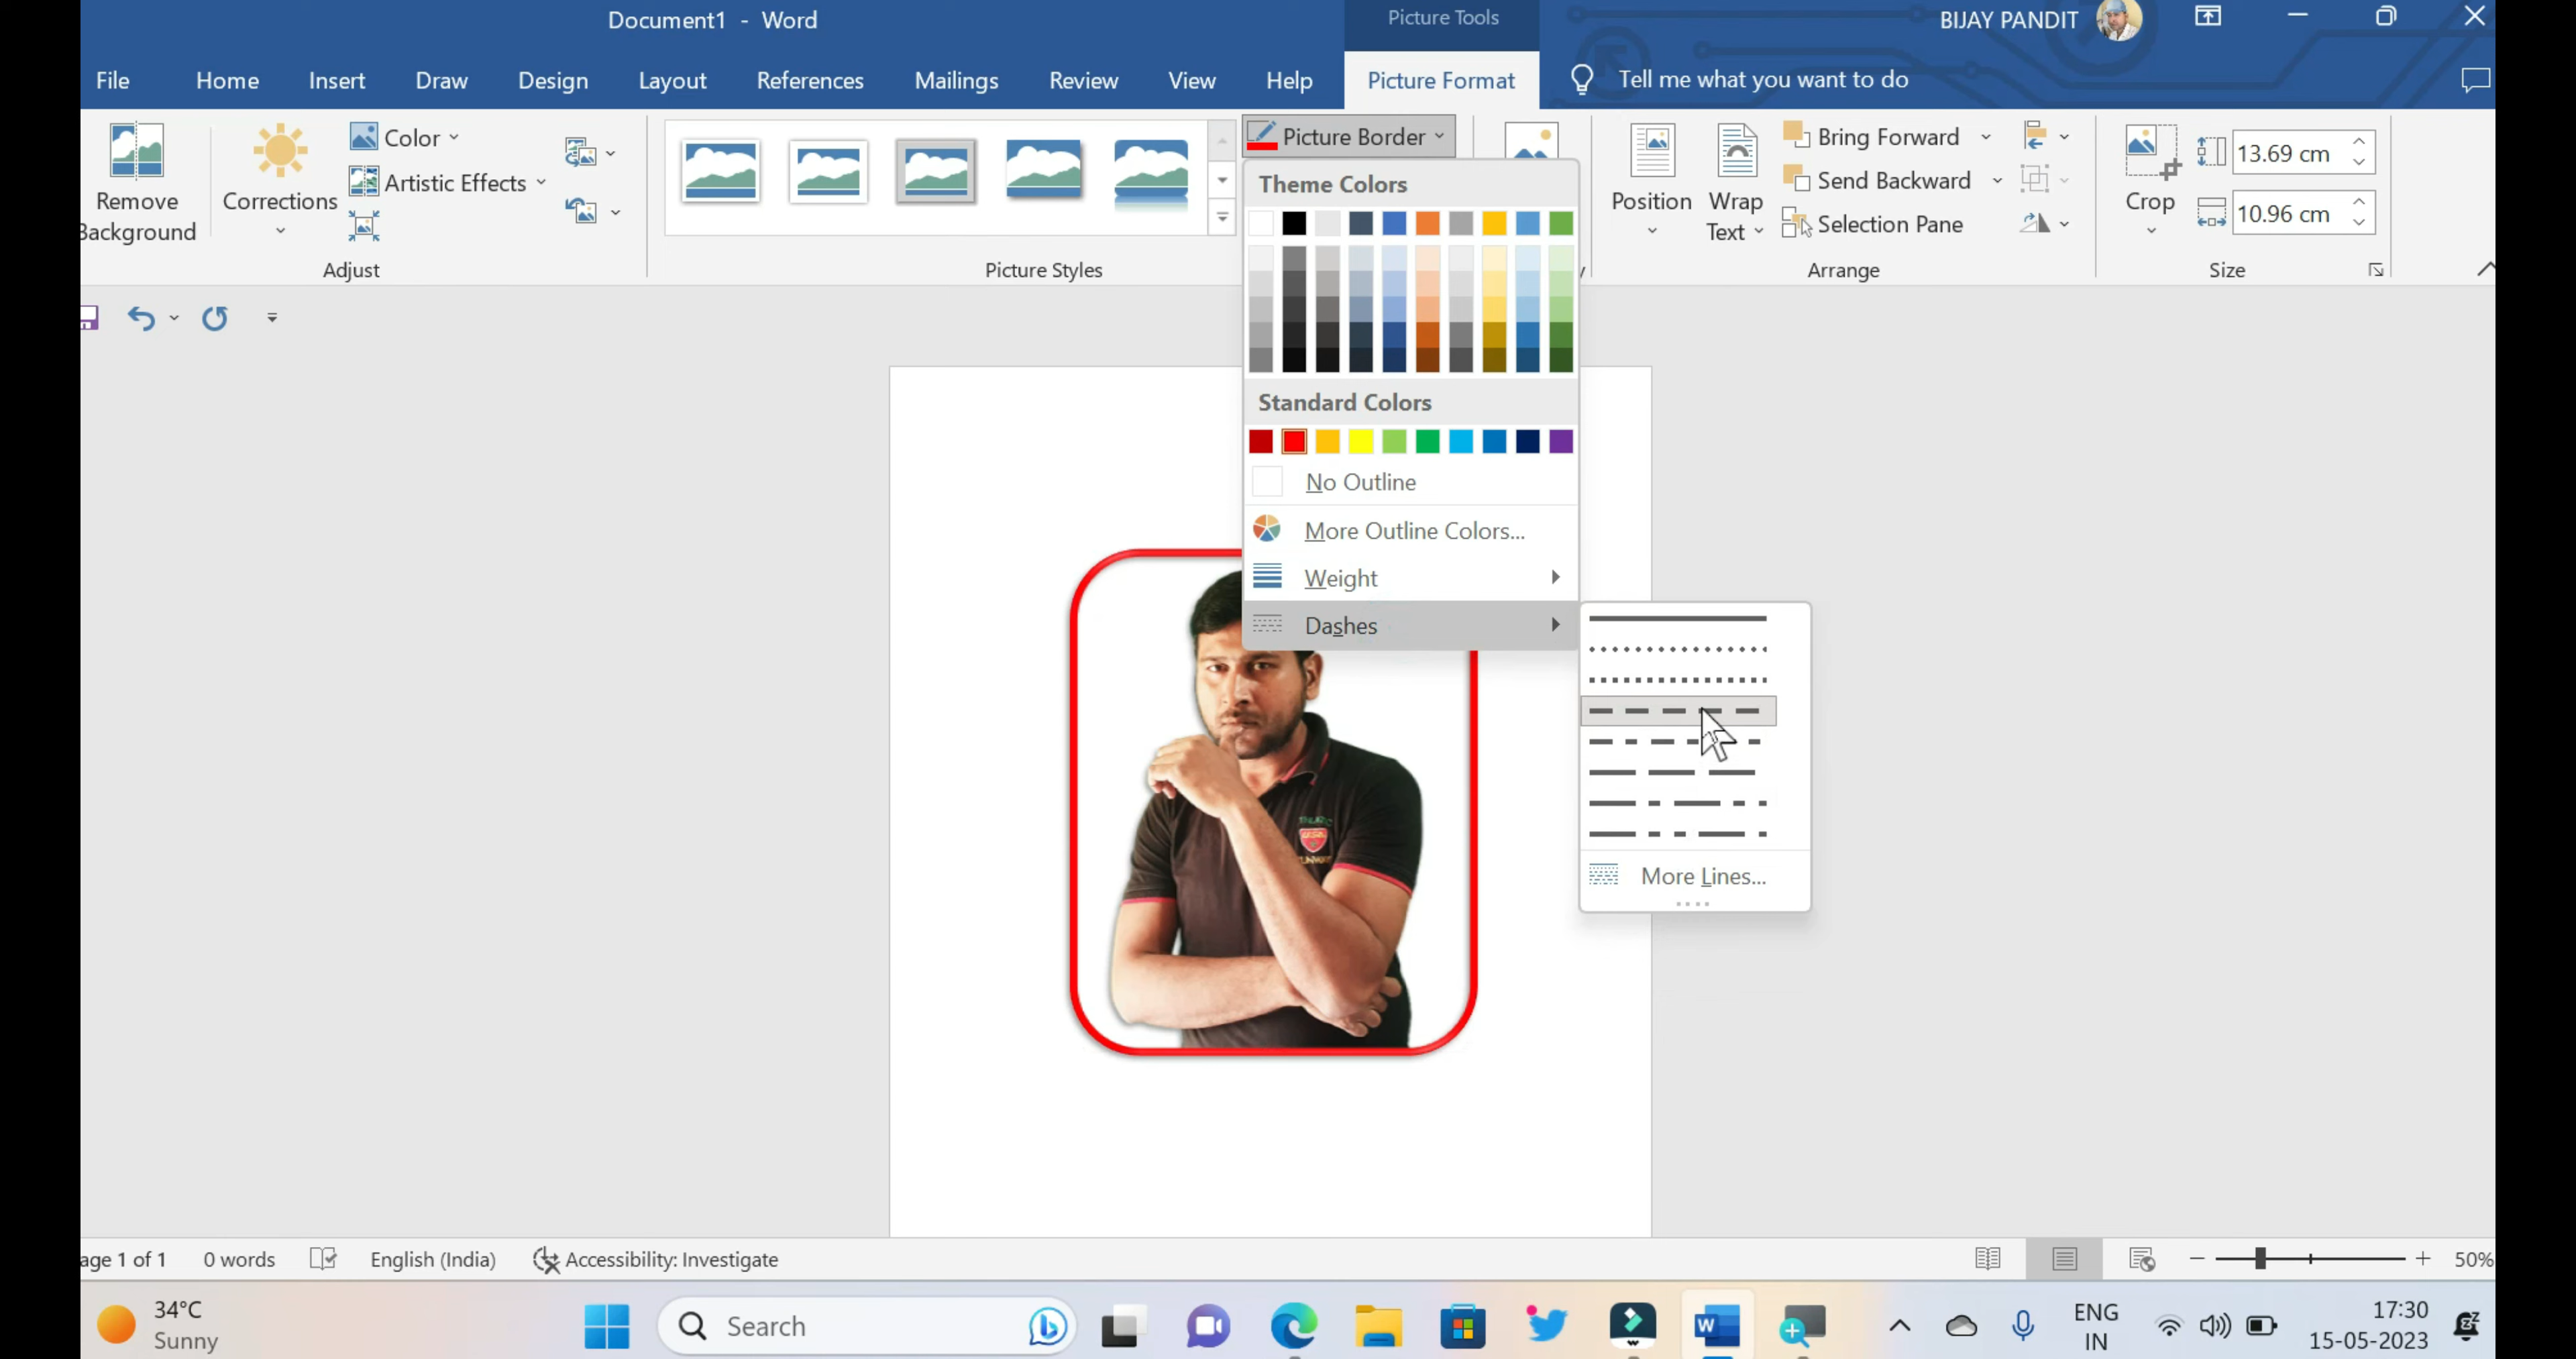 Document1 - Word
Picture Tools
BIJAY PANDIT
File Home Insert Draw Design Layout References Mailings Review View Help Picture Format Tell me what you want to do
Remove
Background
Corrections
Color
Artistic Effects
Adjust
Picture Styles
Picture Border
Position
Wrap
Text
Bring Forward
Send Backward
Selection Pane
Arrange
Crop
13.69 cm
10.96 cm
Size
Theme Colors
Standard Colors
No Outline
More Outline Colors...
Weight
Dashes
More Lines...
age 1 of 1 0 words English (India) Accessibility: Investigate 50%
34°C
Sunny
Search
ENG
IN
17:30
15-05-2023